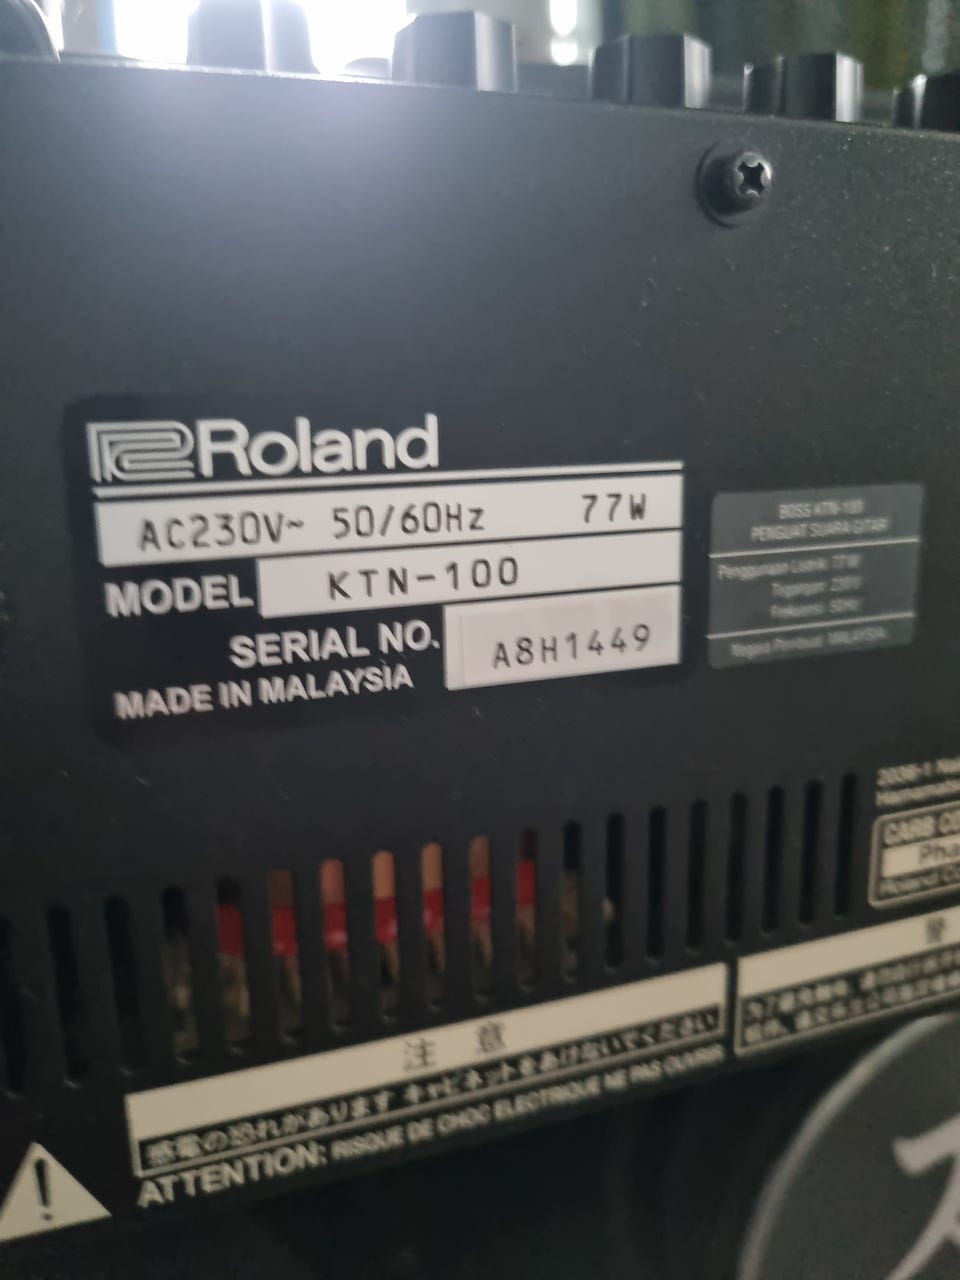 Roland
AC230V~ 50/60Hz 77W
MODEL KTN-100
SERIAL NO. A8H1449
MADE IN MALAYSIA
BOSS KTN-100
PENGUAT SUARA GITAR
Penggunaan Listrik 77W
Tegangan 230V
Frekuensi 50Hz
Negara Pembuat MALAYSIA
2036-1
CARB
注 意
感電の恐れがあります キャビネットをあけないでください
ATTENTION: RISQUE DE CHOC ELECTRIQUE NE PAS OUVRIR